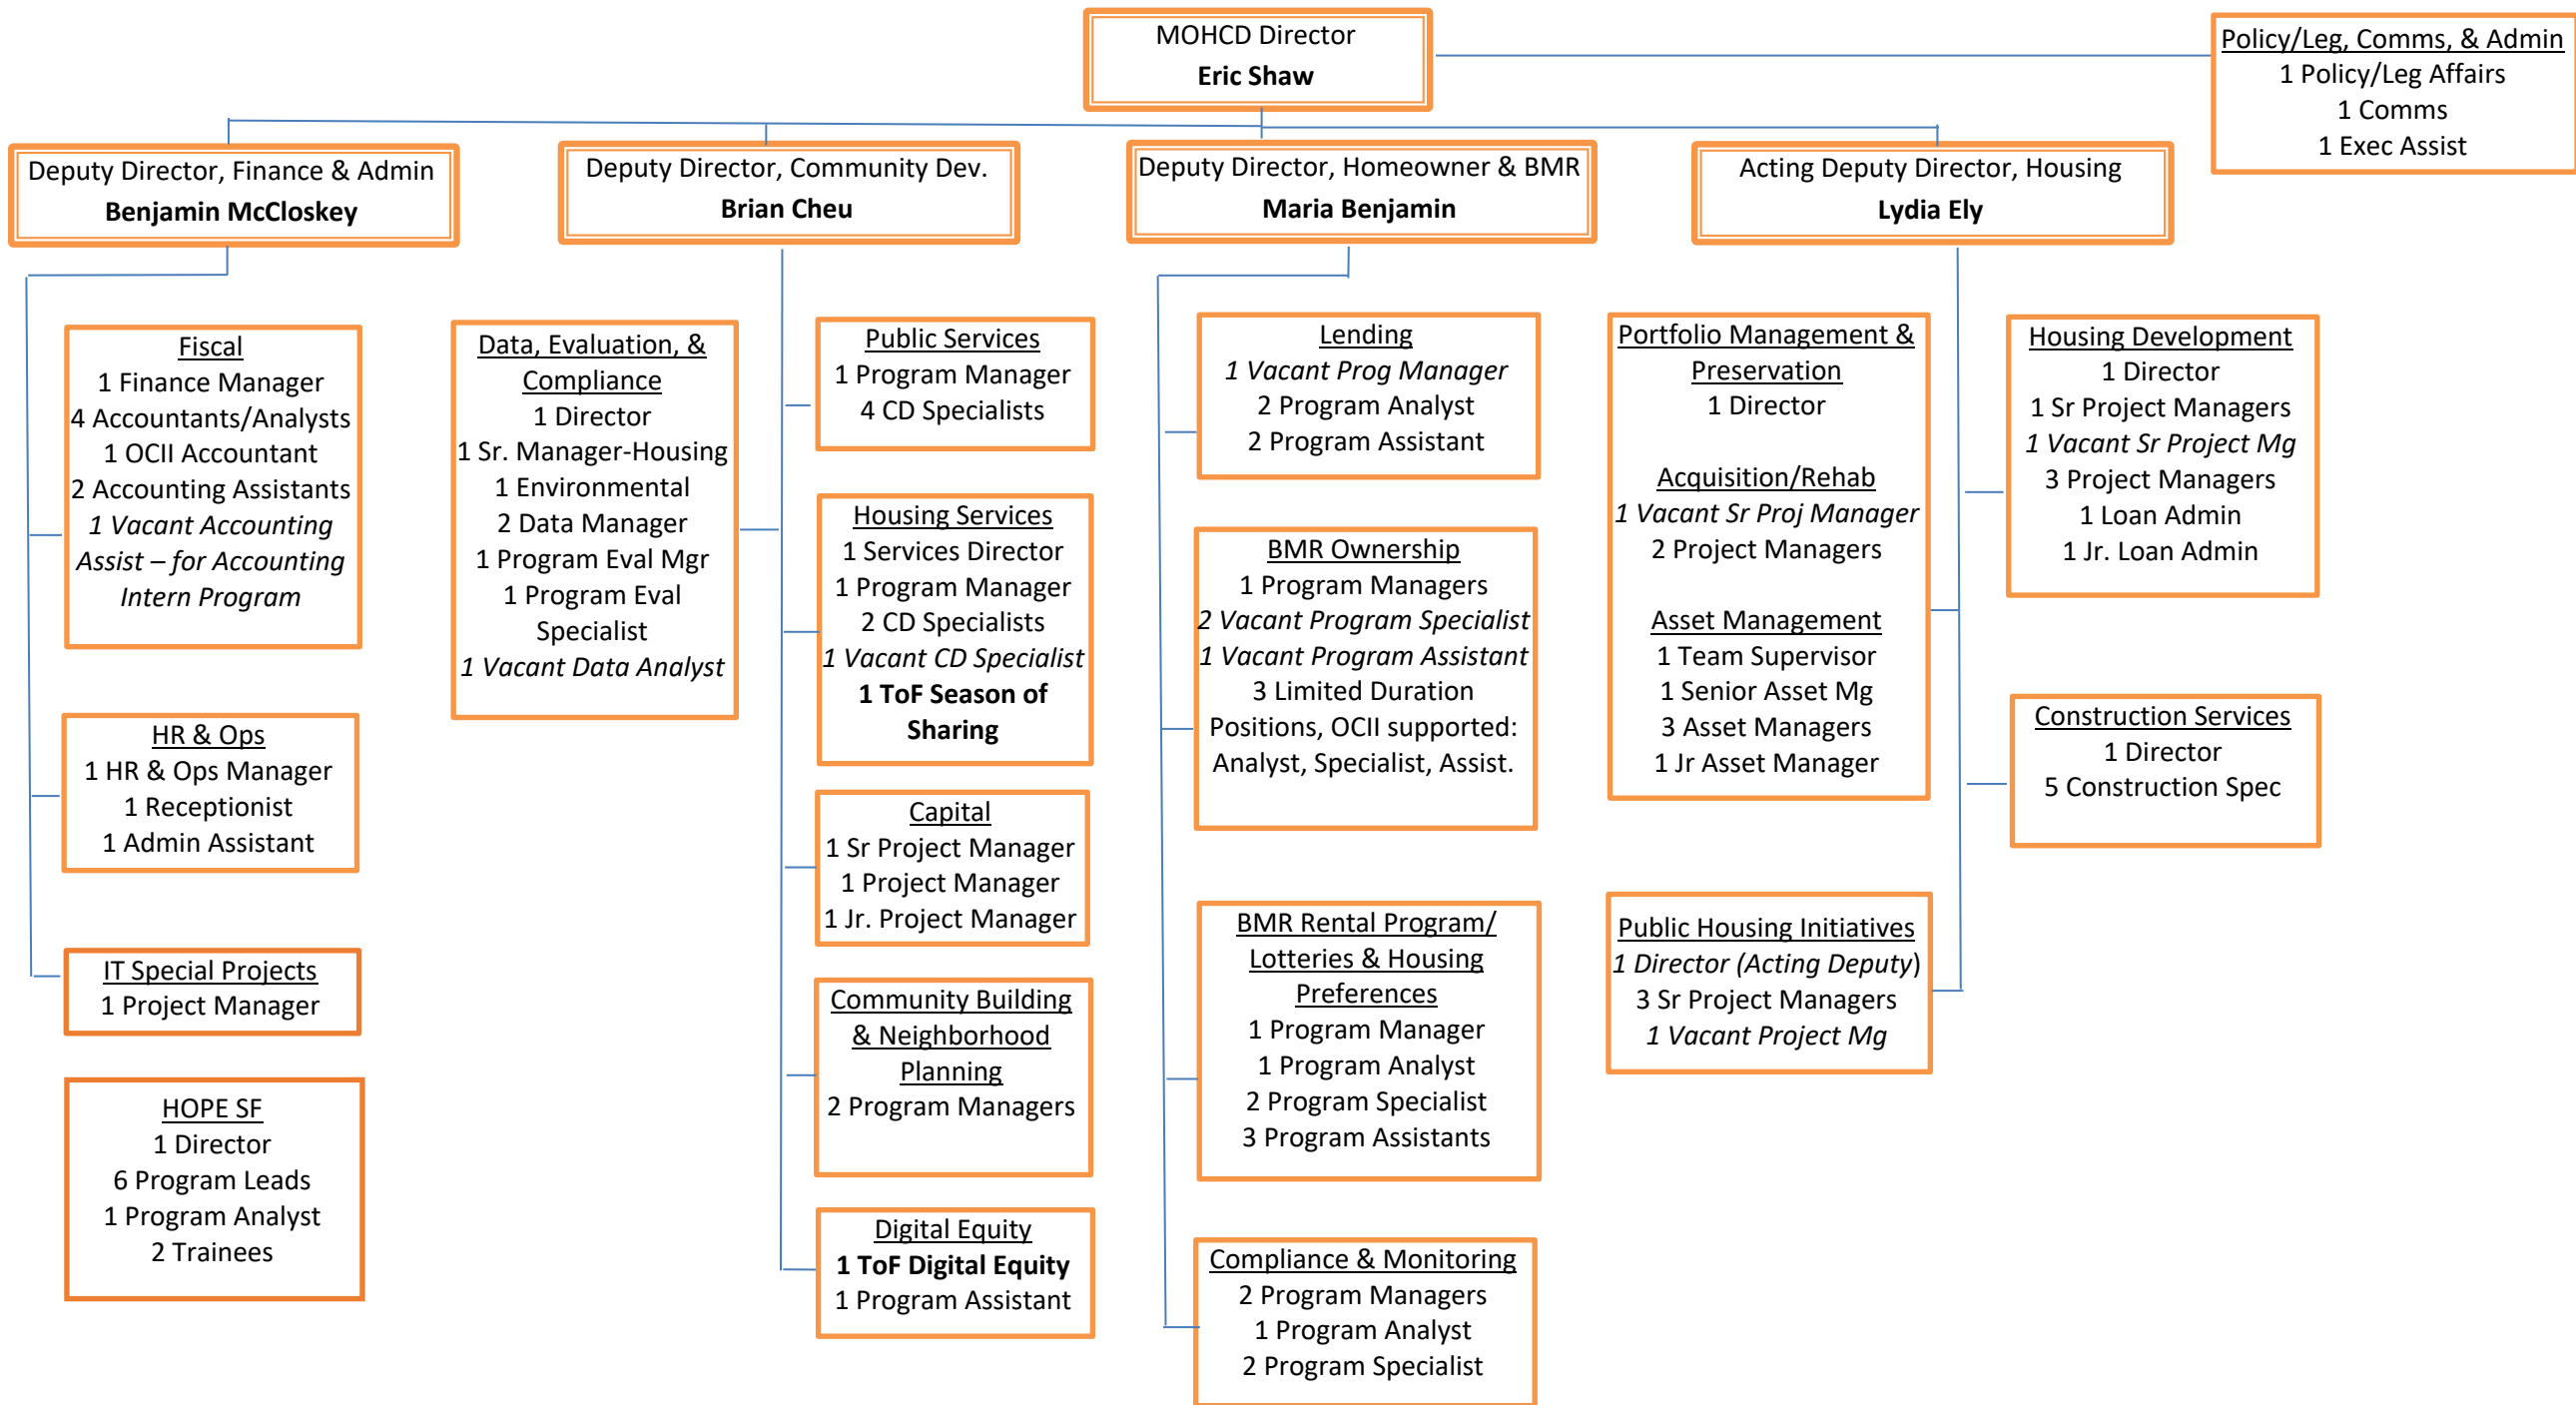 MOHCD Director
Eric Shaw
Policy/Leg, Comms, & Admin
1 Policy/Leg Affairs
1 Comms
1 Exec Assist
Deputy Director, Finance & Admin
Benjamin McCloskey
Deputy Director, Community Dev.
Brian Cheu
Deputy Director, Homeowner & BMR
Maria Benjamin
Acting Deputy Director, Housing
Lydia Ely
Fiscal
1 Finance Manager
4 Accountants/Analysts
1 OCII Accountant
2 Accounting Assistants
1 Vacant Accounting
Assist – for Accounting
Intern Program
HR & Ops
1 HR & Ops Manager
1 Receptionist
1 Admin Assistant
IT Special Projects
1 Project Manager
HOPE SF
1 Director
6 Program Leads
1 Program Analyst
2 Trainees
Data, Evaluation, &
Compliance
1 Director
1 Sr. Manager-Housing
1 Environmental
2 Data Manager
1 Program Eval Mgr
1 Program Eval
Specialist
1 Vacant Data Analyst
Public Services
1 Program Manager
4 CD Specialists
Housing Services
1 Services Director
1 Program Manager
2 CD Specialists
1 Vacant CD Specialist
1 ToF Season of
Sharing
Capital
1 Sr Project Manager
1 Project Manager
1 Jr. Project Manager
Community Building
& Neighborhood
Planning
2 Program Managers
Digital Equity
1 ToF Digital Equity
1 Program Assistant
Lending
1 Vacant Prog Manager
2 Program Analyst
2 Program Assistant
BMR Ownership
1 Program Managers
2 Vacant Program Specialist
1 Vacant Program Assistant
3 Limited Duration
Positions, OCII supported:
Analyst, Specialist, Assist.
BMR Rental Program/
Lotteries & Housing
Preferences
1 Program Manager
1 Program Analyst
2 Program Specialist
3 Program Assistants
Compliance & Monitoring
2 Program Managers
1 Program Analyst
2 Program Specialist
Portfolio Management &
Preservation
1 Director
Acquisition/Rehab
1 Vacant Sr Proj Manager
2 Project Managers
Asset Management
1 Team Supervisor
1 Senior Asset Mg
3 Asset Managers
1 Jr Asset Manager
Public Housing Initiatives
1 Director (Acting Deputy)
3 Sr Project Managers
1 Vacant Project Mg
Housing Development
1 Director
1 Sr Project Managers
1 Vacant Sr Project Mg
3 Project Managers
1 Loan Admin
1 Jr. Loan Admin
Construction Services
1 Director
5 Construction Spec